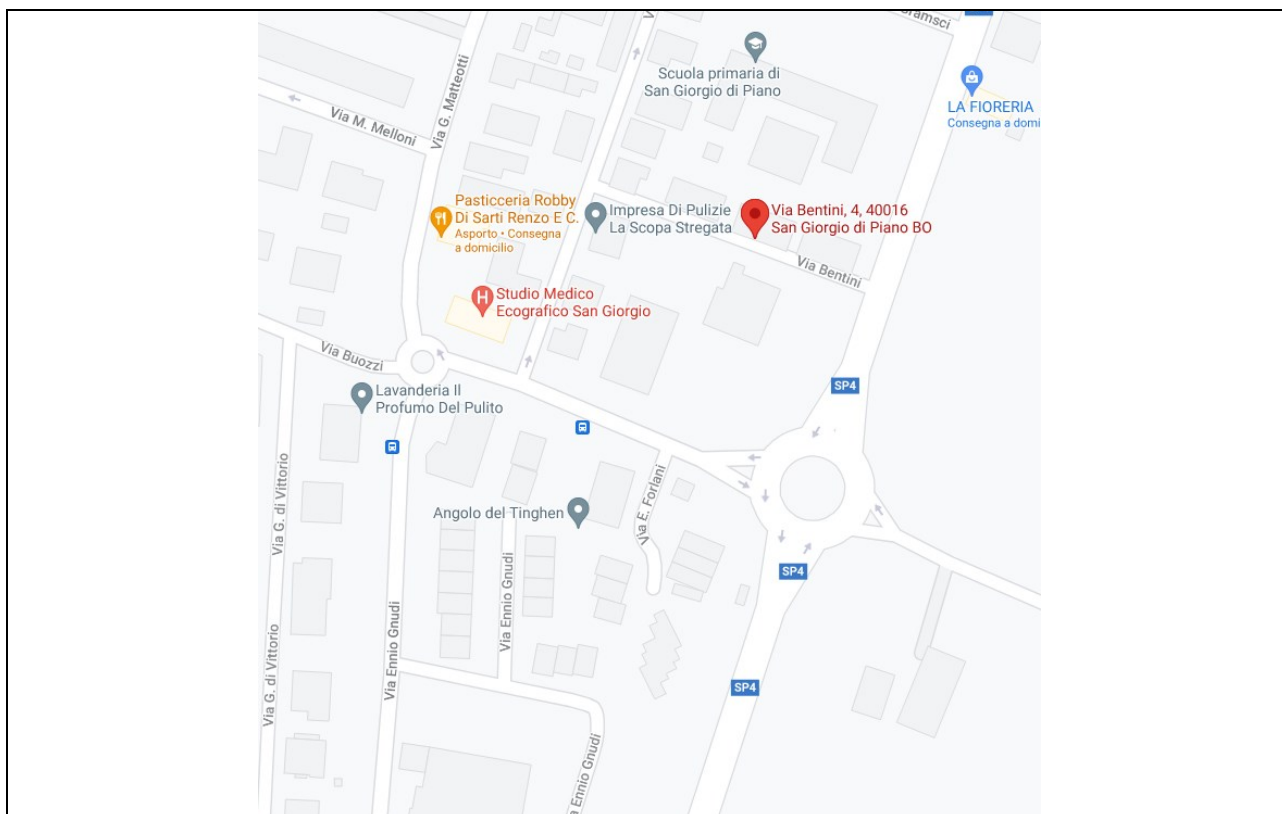 Gramsci
Scuola primaria di
San Giorgio di Piano
LA FIORERIA
Consegna a domi
Via G. Matteotti
Via M. Melloni
Pasticceria Robby
Di Sarti Renzo E C.
Asporto • Consegna
a domicilio
Impresa Di Pulizie
La Scopa Stregata
Via Bentini, 4, 40016
San Giorgio di Piano BO
Via Bentini
H
Studio Medico
Ecografico San Giorgio
Via Buozzi
SP4
Lavanderia Il
Profumo Del Pulito
Via G. di Vittorio
Via E. Forlani
Angolo del Tinghen
Via Ennio Gnudi
SP4
Via Ennio Gnudi
Via G. di Vittorio
SP4
Via Ennio Gnudi